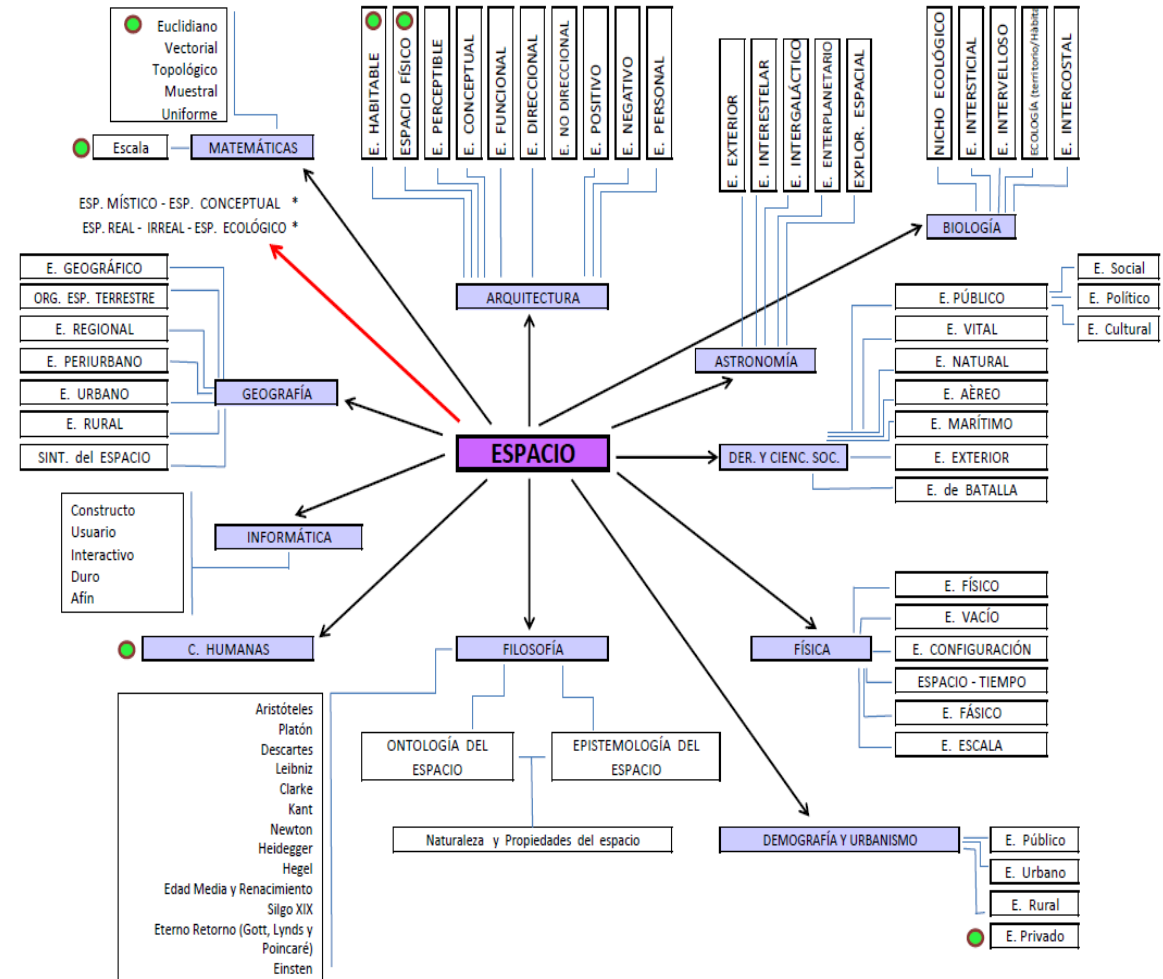 Euclidiano
Vectorial
Topológico
Muestral
Uniforme
Escala
MATEMÁTICAS
E. HABITABLE
ESPACIO FÍSICO
E. PERCEPTIBLE
E. CONCEPTUAL
E. FUNCIONAL
E. DIRECCIONAL
E. NO DIRECCIONAL
E. POSITIVO
E. NEGATIVO
E. PERSONAL
ARQUITECTURA
E. EXTERIOR
E. INTERESTELAR
E. INTERGALÁCTICO
E. ENTERPLANETARIO
EXPLOR. ESPACIAL
ASTRONOMÍA
NICHO ECOLÓGICO
E. INTERSTICIAL
E. INTERVELLOSO
ECOLOGÍA (territorio/Hàbita
E. INTERCOSTAL
BIOLOGÍA
ESP. MÍSTICO - ESP. CONCEPTUAL *
ESP. REAL - IRREAL - ESP. ECOLÓGICO *
E. GEOGRÁFICO
ORG. ESP. TERRESTRE
E. REGIONAL
E. PERIURBANO
E. URBANO
E. RURAL
SINT. del ESPACIO
GEOGRAFÍA
ESPACIO
DER. Y CIENC. SOC.
E. PÚBLICO
E. VITAL
E. NATURAL
E. AÈREO
E. MARÍTIMO
E. EXTERIOR
E. de BATALLA
E. Social
E. Político
E. Cultural
Constructo
Usuario
Interactivo
Duro
Afín
INFORMÁTICA
C. HUMANAS
FILOSOFÍA
Aristóteles
Platón
Descartes
Leibniz
Clarke
Kant
Newton
Heidegger
Hegel
Edad Media y Renacimiento
Silgo XIX
Eterno Retorno (Gott, Lynds y
Poincaré)
Einsten
ONTOLOGÍA DEL
ESPACIO
EPISTEMOLOGÍA DEL
ESPACIO
Naturaleza y Propiedades del espacio
FÍSICA
E. FÍSICO
E. VACÍO
E. CONFIGURACIÓN
ESPACIO - TIEMPO
E. FÁSICO
E. ESCALA
DEMOGRAFÍA Y URBANISMO
E. Público
E. Urbano
E. Rural
E. Privado